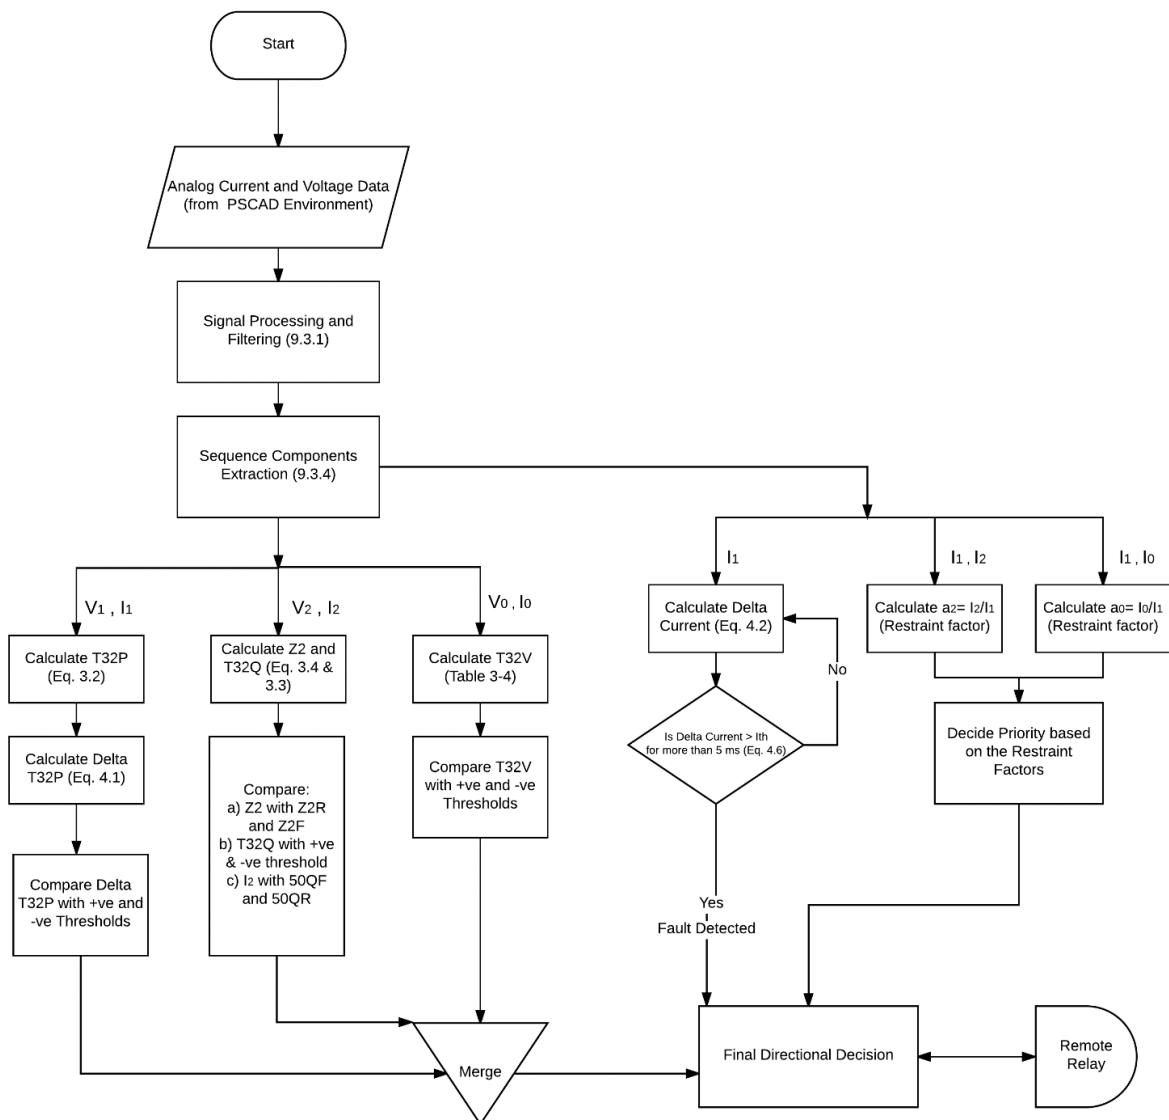 Start
Analog Current and Voltage Data
(from PSCAD Environment)
Signal Processing and
Filtering (9.3.1)
Sequence Components
Extraction (9.3.4)
V1 , I1
V2 , I2
V0 , I0
I1
I1 , I2
I1 , I0
Calculate T32P
(Eq. 3.2)
Calculate Z2 and
T32Q (Eq. 3.4 &
3.3)
Calculate T32V
(Table 3-4)
Calculate Delta
Current (Eq. 4.2)
Calculate a2= I2/I1
(Restraint factor)
Calculate a0= I0/I1
(Restraint factor)
No
Calculate Delta
T32P (Eq. 4.1)
Compare:
a) Z2 with Z2R
and Z2F
b) T32Q with +ve
& -ve threshold
c) I2 with 50QF
and 50QR
Compare T32V
with +ve and -ve
Thresholds
Is Delta Current > Ith
for more than 5 ms (Eq. 4.6)
Decide Priority based
on the Restraint
Factors
Compare Delta
T32P with +ve and
-ve Thresholds
Yes
Fault Detected
Merge
Final Directional Decision
Remote
Relay